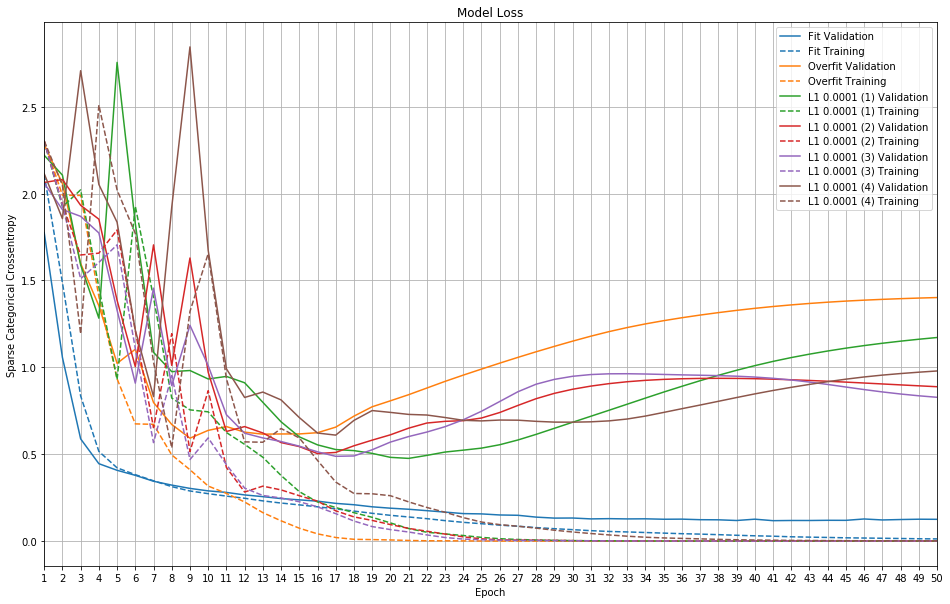 Model Loss
Sparse Categorical Crossentropy
2.5
2.0
1.5
1.0
0.5
0.0
Fit Validation
Fit Training
Overfit Validation
Overfit Training
L1 0.0001 (1) Validation
L1 0.0001 (1) Training
L1 0.0001 (2) Validation
L1 0.0001 (2) Training
L1 0.0001 (3) Validation
L1 0.0001 (3) Training
L1 0.0001 (4) Validation
L1 0.0001 (4) Training
1 2 3 4 5 6 7 8 9 10 11 12 13 14 15 16 17 18 19 20 21 22 23 24 25 26 27 28 29 30 31 32 33 34 35 36 37 38 39 40 41 42 43 44 45 46 47 48 49 50
Epoch